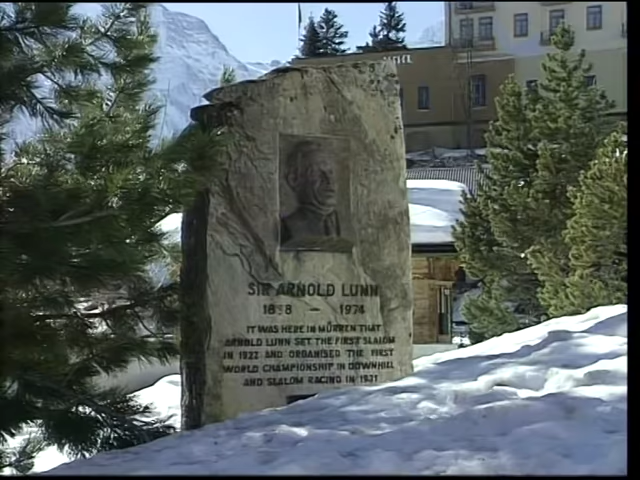 SIR ARNOLD LUNN
1888 – 1974
IT WAS HERE IN MÜRREN THAT
ARNOLD LUNN SET THE FIRST SLALOM
IN 1922 AND ORGANISED THE FIRST
WORLD CHAMPIONSHIP IN DOWNHILL
AND SLALOM RACING IN 1931